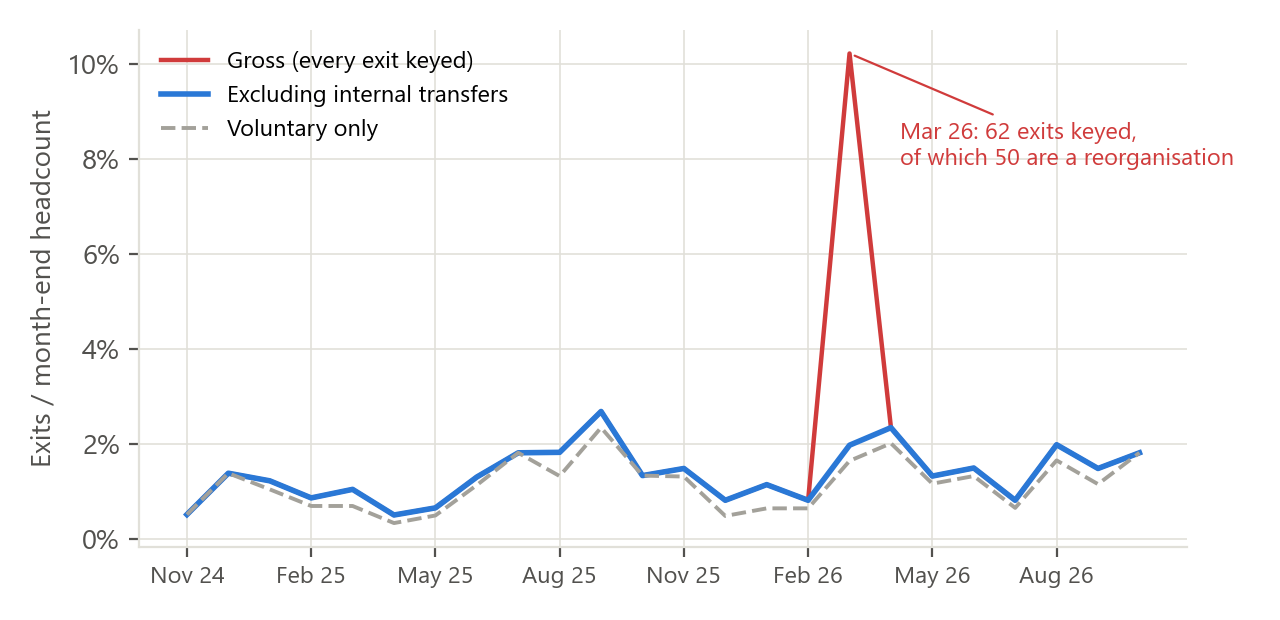 Gross (every exit keyed)
Excluding internal transfers
Voluntary only
Mar 26: 62 exits keyed,
of which 50 are a reorganisation
Exits / month-end headcount
10%
8%
6%
4%
2%
0%
Nov 24 Feb 25 May 25 Aug 25 Nov 25 Feb 26 May 26 Aug 26